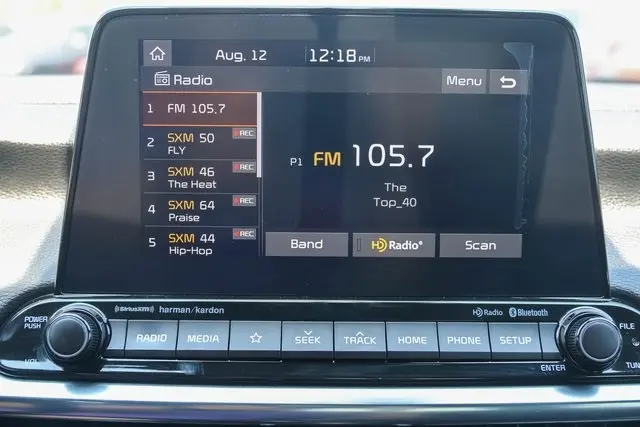 Aug. 12 12:18 PM
Radio Menu
1 FM 105.7
2 SXM 50 REC
FLY
3 SXM 46 REC
The Heat
4 SXM 64 REC
Praise
5 SXM 44 REC
Hip-Hop
P1 FM 105.7
The
Top_40
Band HD Radio® Scan
((SiriusXM)) harman/kardon HD Radio Bluetooth
POWER
PUSH
VOL
RADIO MEDIA ☆ SEEK TRACK HOME PHONE SETUP
FILE
TUN
ENTER